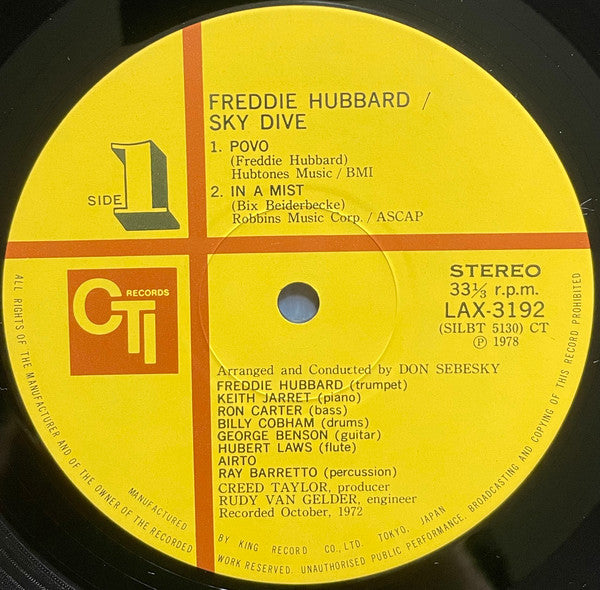 FREDDIE HUBBARD /
SKY DIVE
1. POVO
(Freddie Hubbard)
Hubtones Music / BMI
2. IN A MIST
(Bix Beiderbecke)
Robbins Music Corp. / ASCAP
SIDE 1
CTI RECORDS
STEREO
33⅓ r.p.m.
LAX-3192
(SILBT 5130) CT
Ⓟ 1978
Arranged and Conducted by DON SEBESKY
FREDDIE HUBBARD (trumpet)
KEITH JARRET (piano)
RON CARTER (bass)
BILLY COBHAM (drums)
GEORGE BENSON (guitar)
HUBERT LAWS (flute)
AIRTO
RAY BARRETTO (percussion)
CREED TAYLOR, producer
RUDY VAN GELDER, engineer
Recorded October, 1972
MANUFACTURED BY KING RECORD CO., LTD. TOKYO, JAPAN
ALL RIGHTS OF THE MANUFACTURER AND OF THE OWNER OF THE RECORDED WORK RESERVED. UNAUTHORISED PUBLIC PERFORMANCE, BROADCASTING AND COPYING OF THIS RECORD PROHIBITED